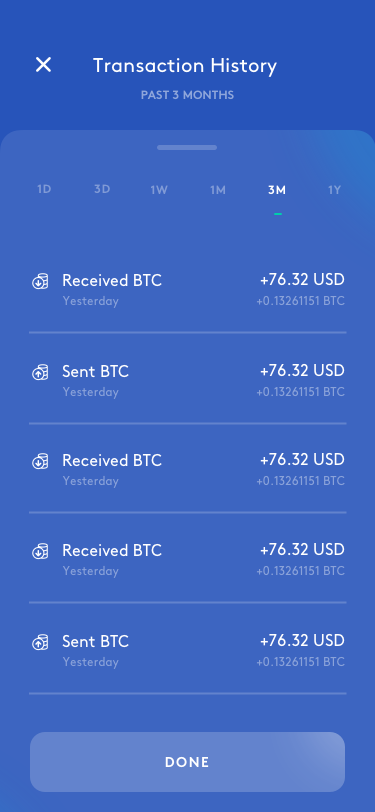 Transaction History
PAST 3 MONTHS
1D 3D 1W 1M 3M 1Y
Received BTC +76.32 USD
Yesterday +0.13261151 BTC
Sent BTC +76.32 USD
Yesterday +0.13261151 BTC
Received BTC +76.32 USD
Yesterday +0.13261151 BTC
Received BTC +76.32 USD
Yesterday +0.13261151 BTC
Sent BTC +76.32 USD
Yesterday +0.13261151 BTC
DONE